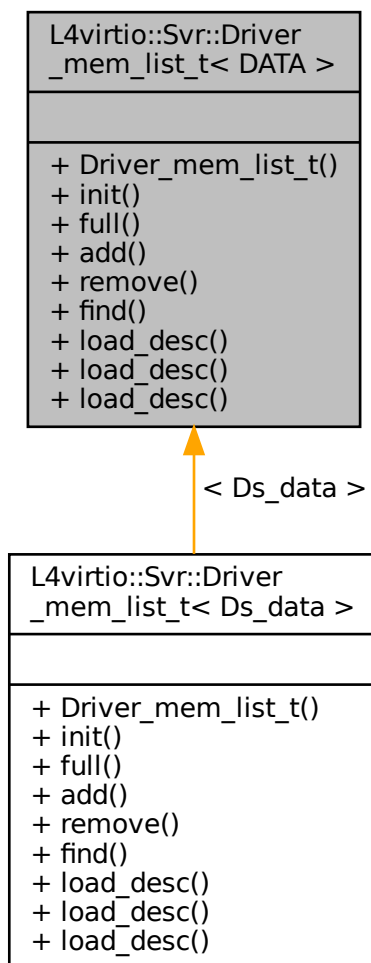 L4virtio::Svr::Driver
_mem_list_t< DATA >
+ Driver_mem_list_t()
+ init()
+ full()
+ add()
+ remove()
+ find()
+ load_desc()
+ load_desc()
+ load_desc()
< Ds_data >
L4virtio::Svr::Driver
_mem_list_t< Ds_data >
+ Driver_mem_list_t()
+ init()
+ full()
+ add()
+ remove()
+ find()
+ load_desc()
+ load_desc()
+ load_desc()